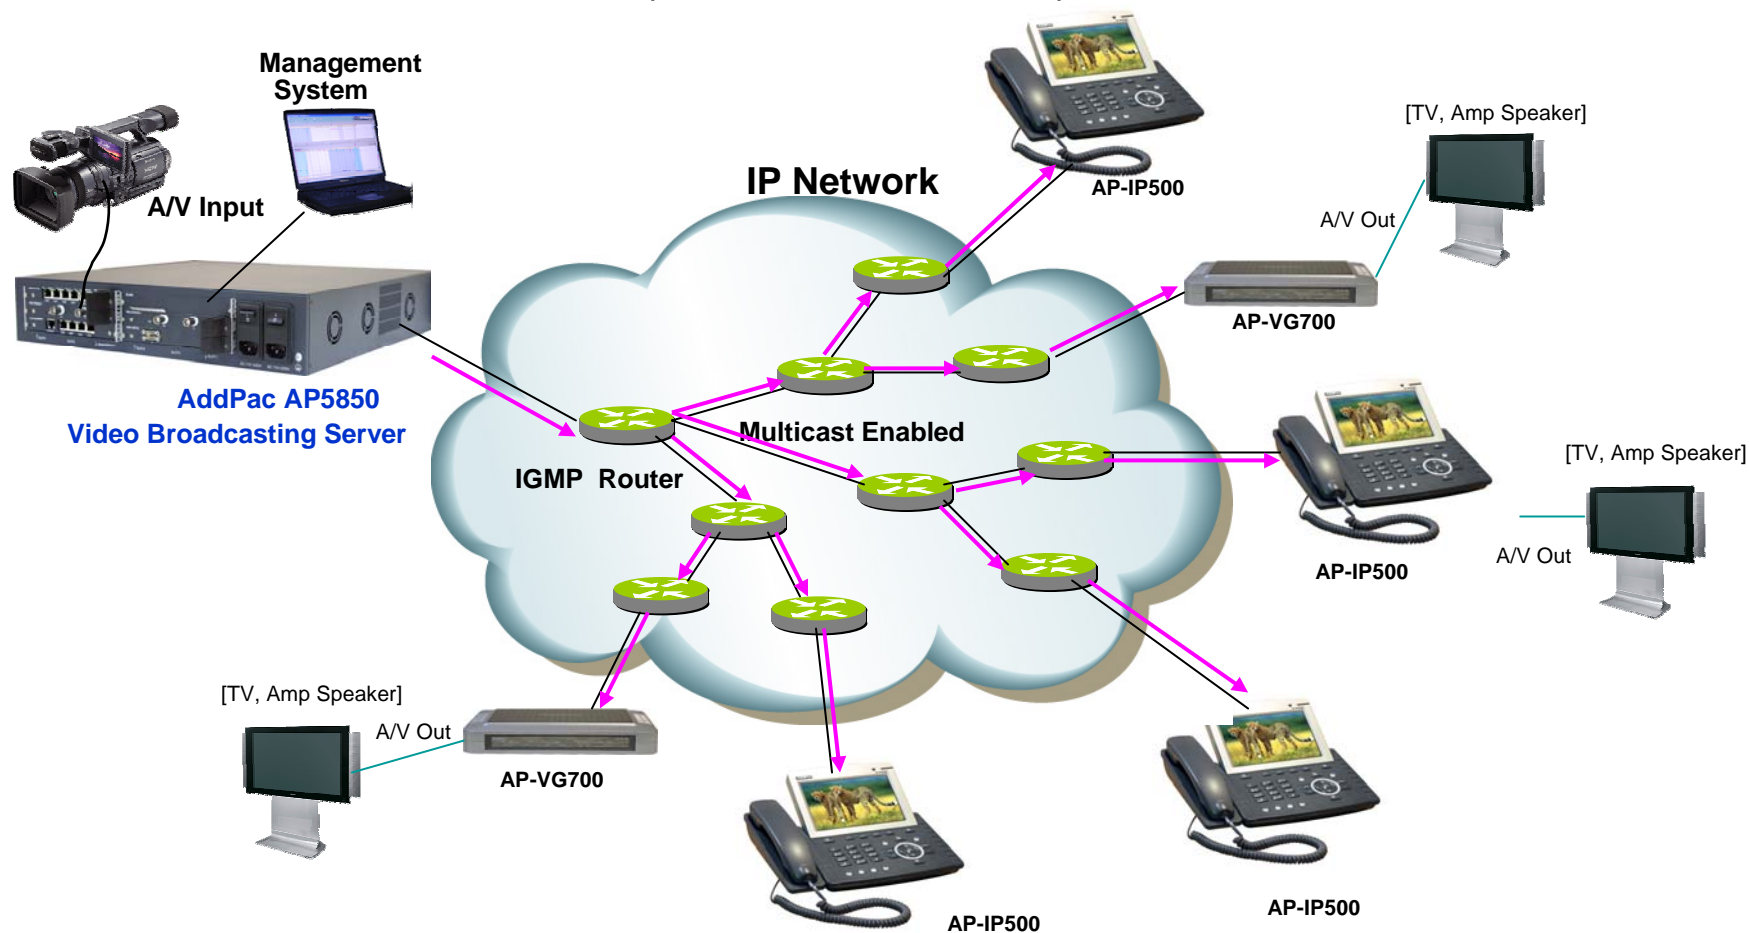 Management
System
[TV, Amp Speaker]
IP Network
AP-IP500
A/V Input
A/V Out
AP-VG700
AddPac AP5850
Video Broadcasting Server
Multicast Enabled
IGMP  Router
[TV, Amp Speaker]
A/V Out
AP-IP500
[TV, Amp Speaker]
A/V Out
AP-VG700
AP-IP500
AP-IP500